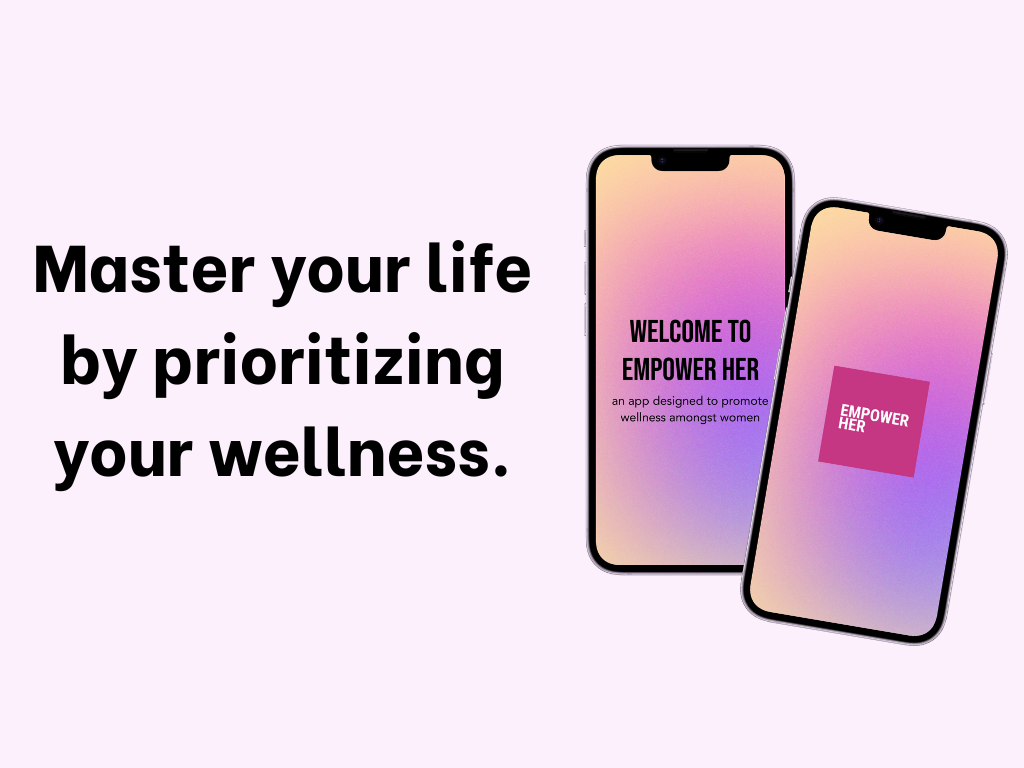 Master your life
by prioritizing
your wellness.
WELCOME TO
EMPOWER HER
an app designed to promote
wellness amongst women
EMPOWER
HER